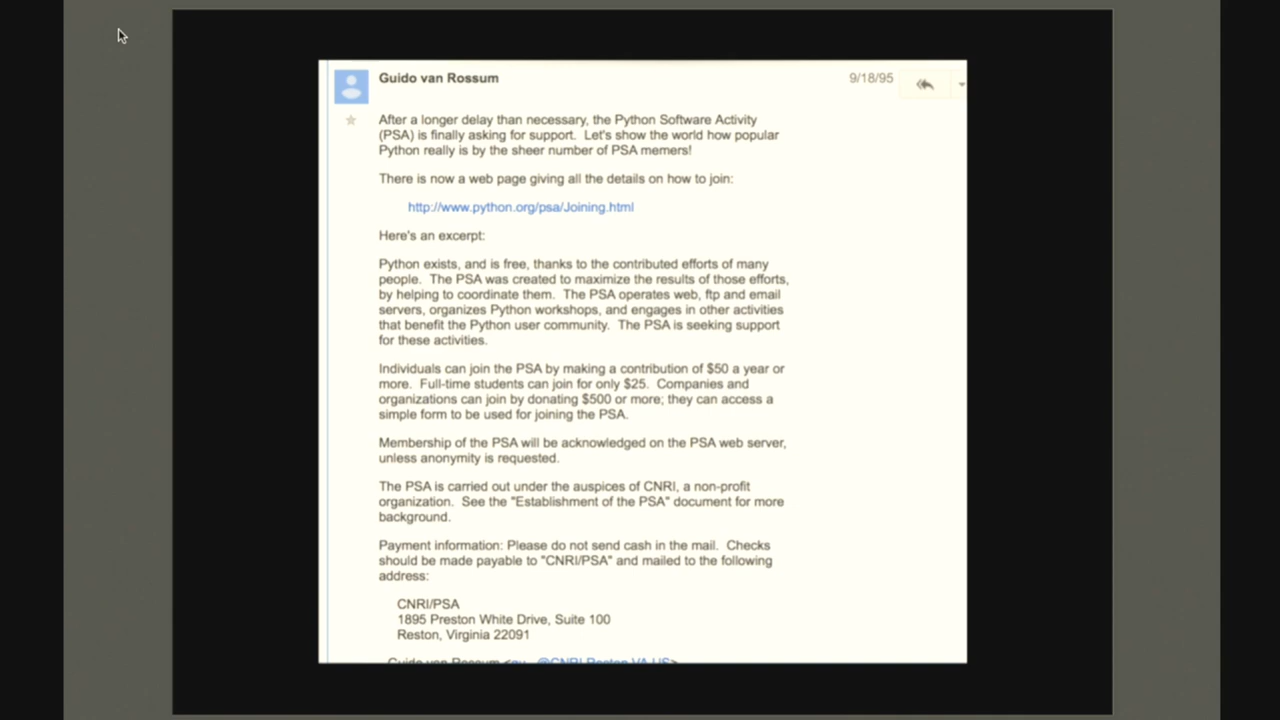 Guido van Rossum 9/18/95
After a longer delay than necessary, the Python Software Activity
(PSA) is finally asking for support. Let's show the world how popular
Python really is by the sheer number of PSA memers!
There is now a web page giving all the details on how to join:
http://www.python.org/psa/Joining.html
Here's an excerpt:
Python exists, and is free, thanks to the contributed efforts of many
people. The PSA was created to maximize the results of those efforts,
by helping to coordinate them. The PSA operates web, ftp and email
servers, organizes Python workshops, and engages in other activities
that benefit the Python user community. The PSA is seeking support
for these activities.
Individuals can join the PSA by making a contribution of $50 a year or
more. Full-time students can join for only $25. Companies and
organizations can join by donating $500 or more; they can access a
simple form to be used for joining the PSA.
Membership of the PSA will be acknowledged on the PSA web server,
unless anonymity is requested.
The PSA is carried out under the auspices of CNRI, a non-profit
organization. See the "Establishment of the PSA" document for more
background.
Payment information: Please do not send cash in the mail. Checks
should be made payable to "CNRI/PSA" and mailed to the following
address:
CNRI/PSA
1895 Preston White Drive, Suite 100
Reston, Virginia 22091
Guido van Rossum <gu...@CNRI.Reston.VA.US>